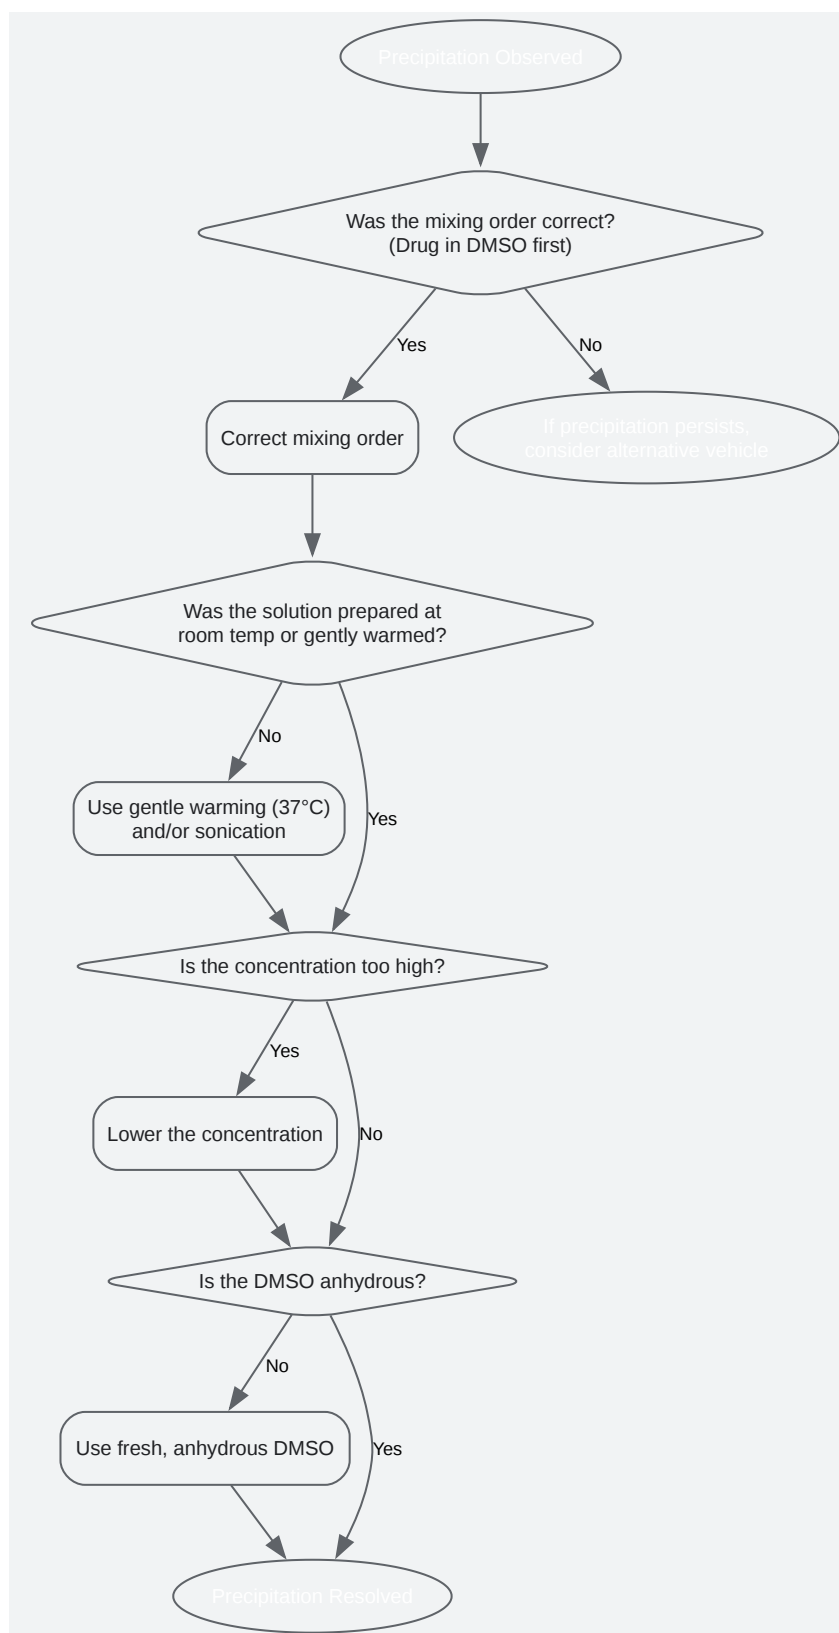 Precipitation Observed
Was the mixing order correct?
(Drug in DMSO first)
Yes
No
Correct mixing order
If precipitation persists,
consider alternative vehicle
Was the solution prepared at
room temp or gently warmed?
No
Use gentle warming (37°C)
and/or sonication
Yes
Is the concentration too high?
Yes
Lower the concentration
No
Is the DMSO anhydrous?
No
Use fresh, anhydrous DMSO
Yes
Precipitation Resolved